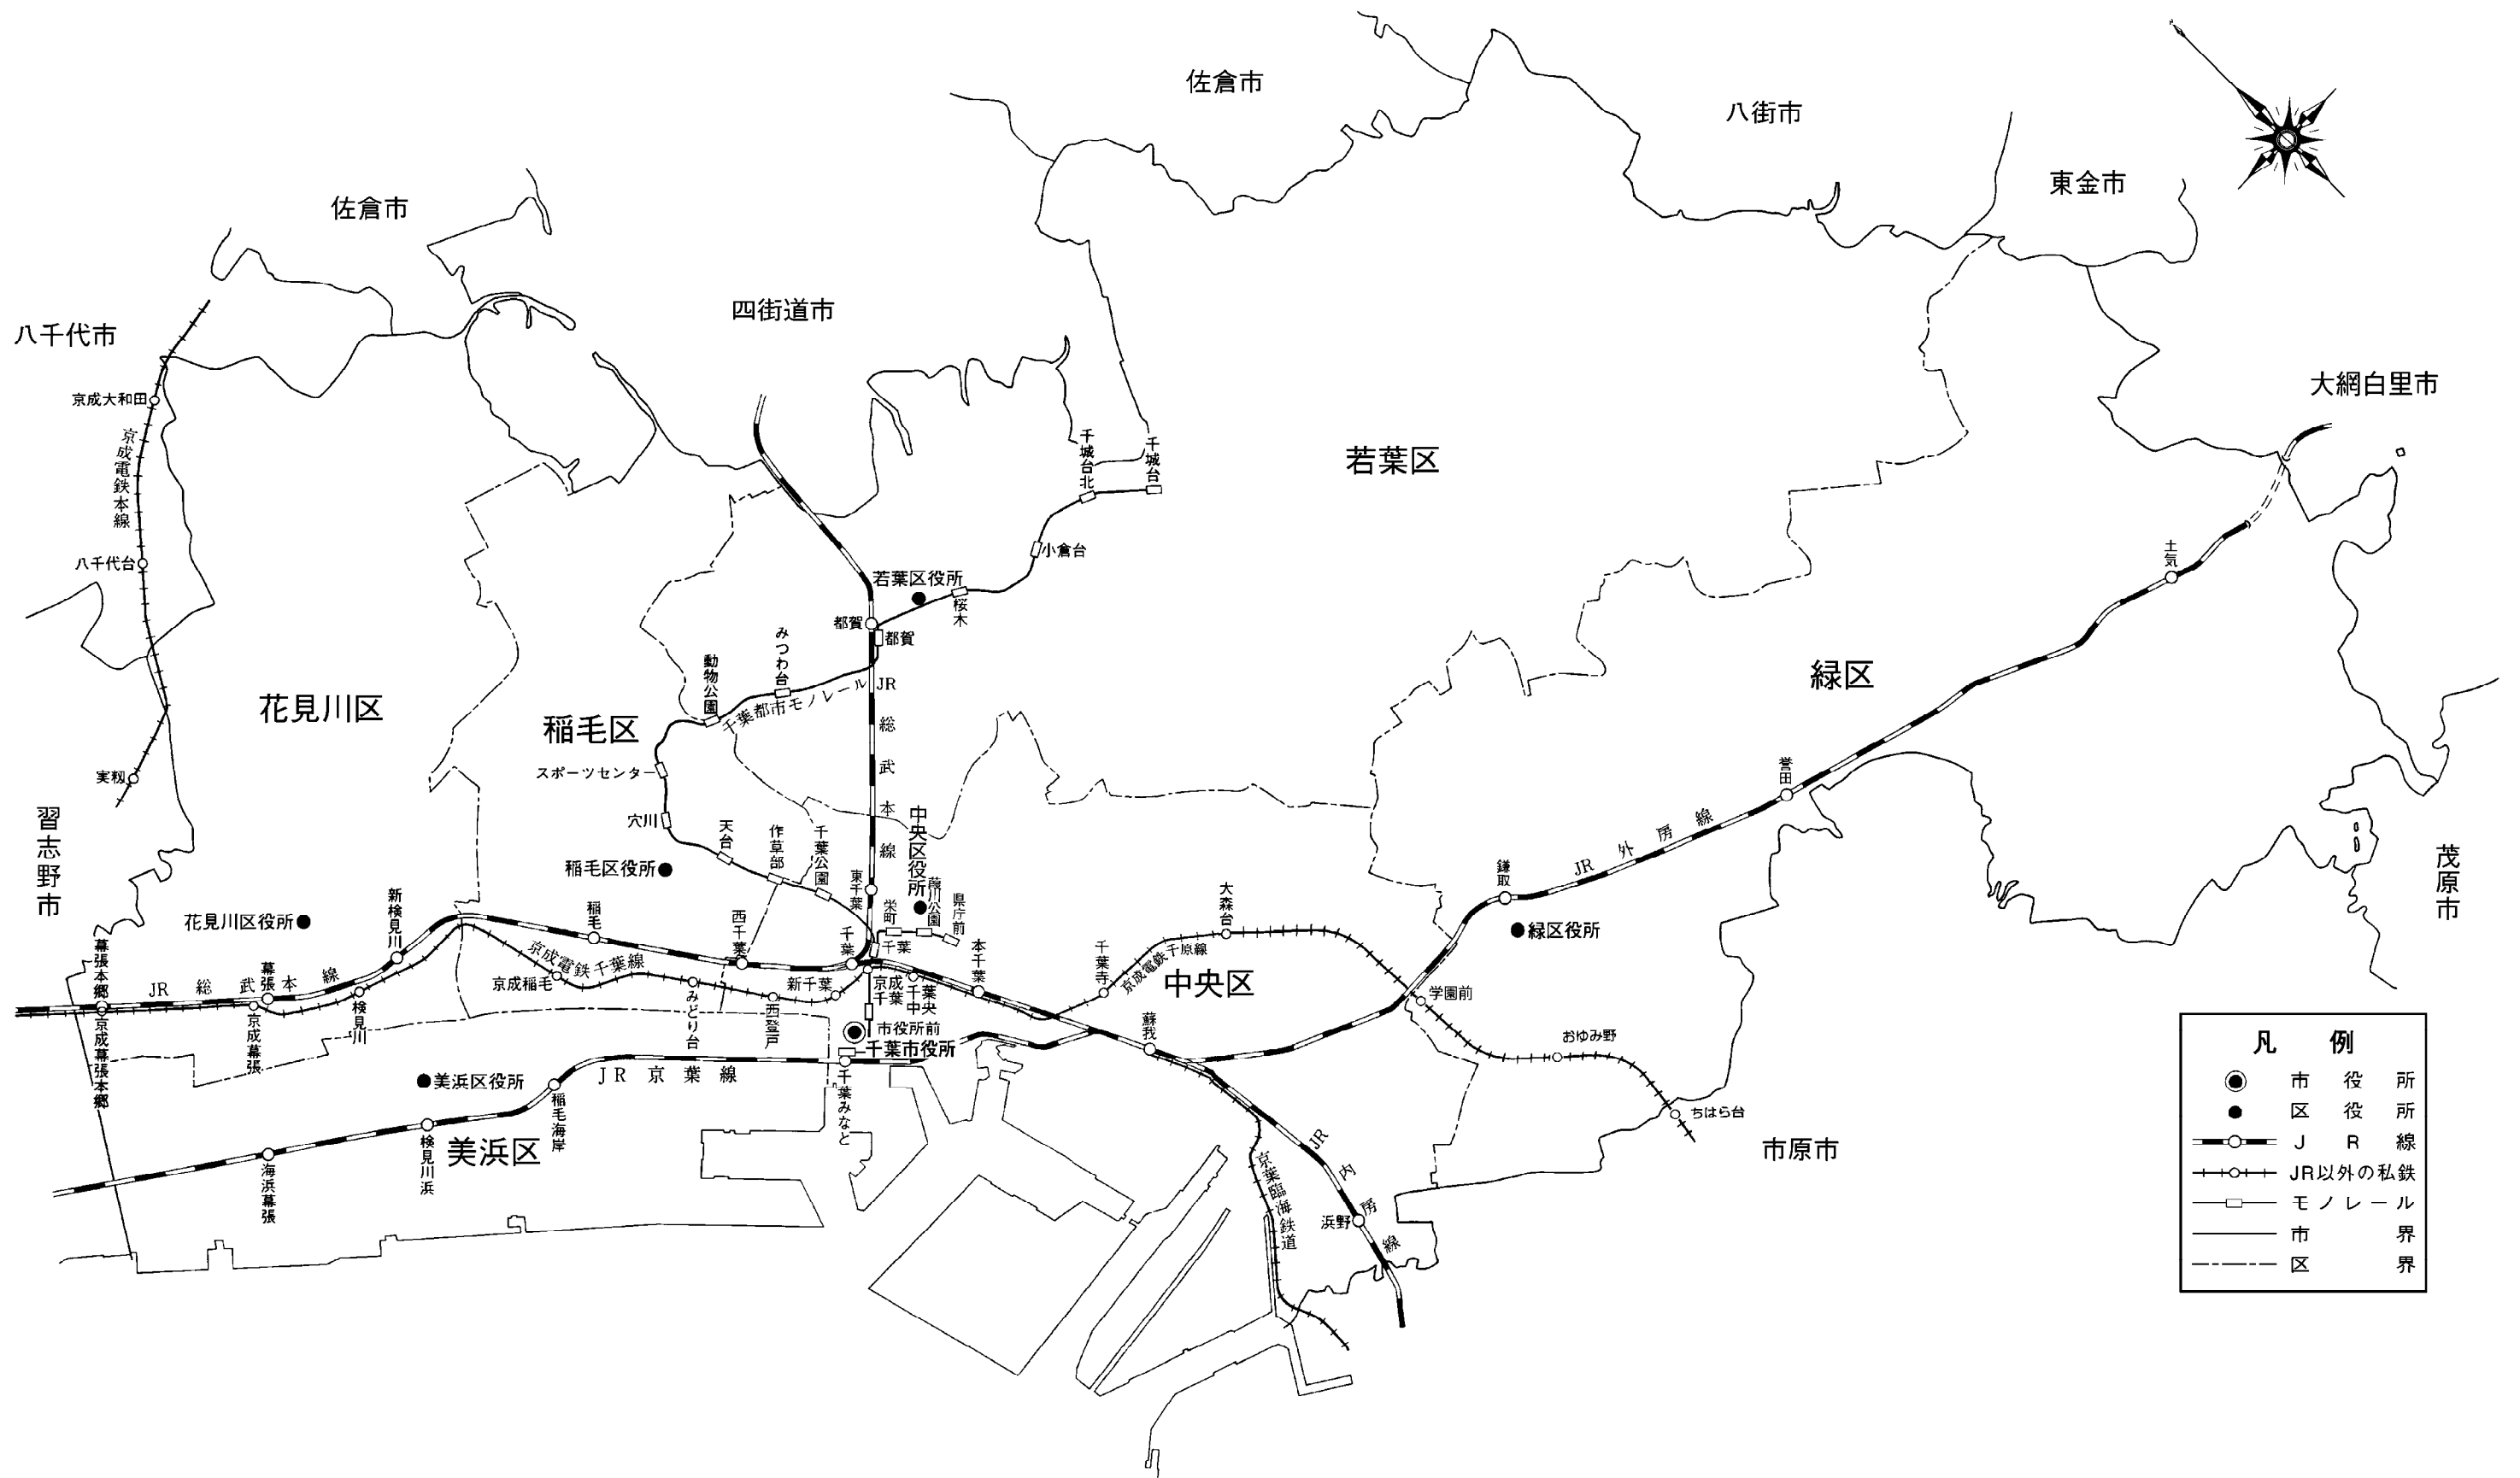 佐倉市
八街市
東金市
佐倉市
四街道市
八千代市
大網白里市
京成大和田
京成電鉄本線
八千代台
実籾
習志野市
千城台北
千城台
若葉区
小倉台
若葉区役所
桜木
都賀
都賀
みつわ台
動物公園
千葉都市モノレール
JR総武本線
土気
緑区
花見川区
稲毛区
スポーツセンター
穴川
天台
作草部
千葉公園
中央区役所
稲毛区役所
誉田
JR外房線
鎌取
緑区役所
茂原市
花見川区役所
新検見川
稲毛
西千葉
東千葉
千葉
栄町
葭川公園
県庁前
千葉
本千葉
大森台
千葉寺
京成電鉄千原線
中央区
学園前
おゆみ野
ちはら台
市原市
幕張本郷
JR総武本線
幕張
京成幕張本郷
京成幕張
検見川
京成電鉄千葉線
京成稲毛
みどり台
西登戸
新千葉
京成千葉
千葉中央
市役所前
千葉市役所
蘇我
美浜区役所
JR京葉線
稲毛海岸
千葉みなと
美浜区
検見川浜
海浜幕張
京葉臨海鉄道
JR内房線
浜野
凡例
市役所
区役所
JR線
JR以外の私鉄
モノレール
市界
区界